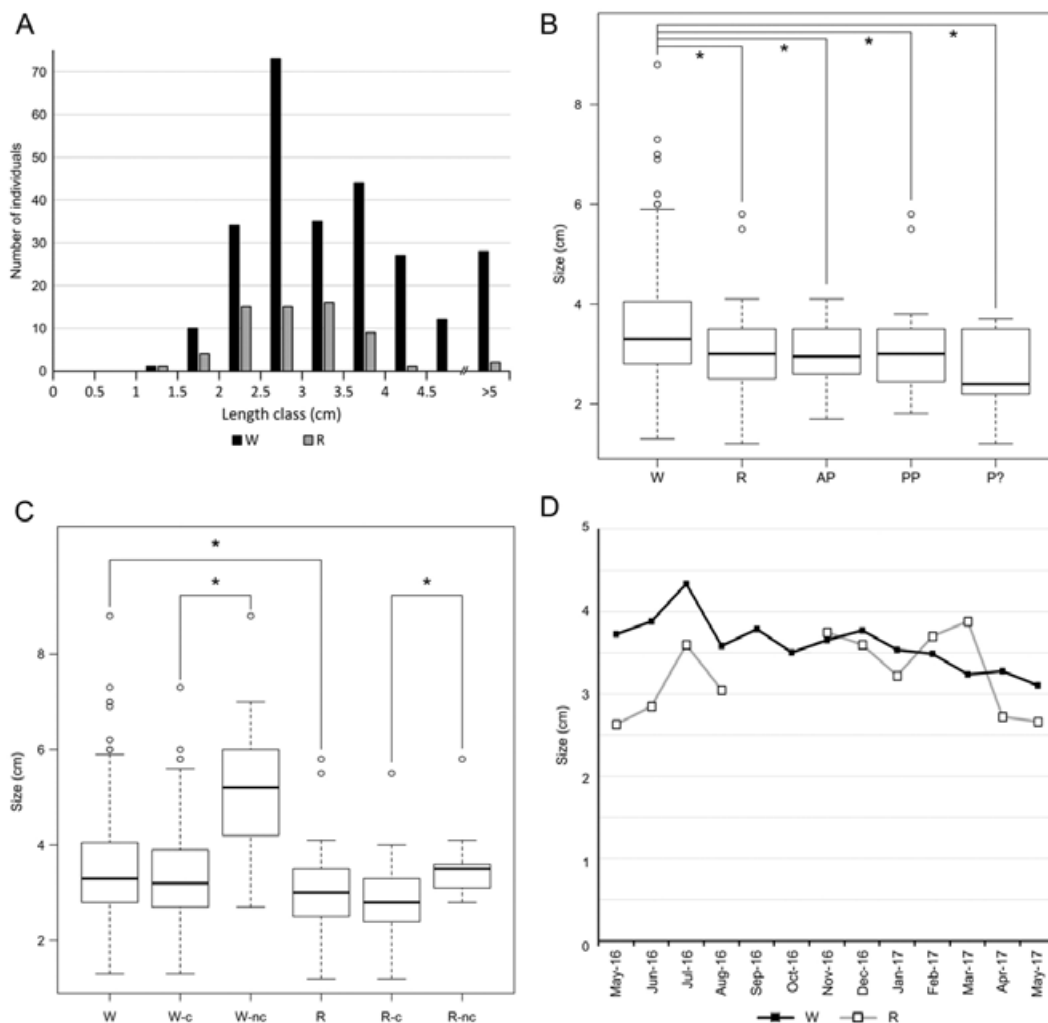 A
Number of individuals
70
60
50
40
30
20
10
0
0 0.5 1 1.5 2 2.5 3 3.5 4 4.5 // >5
Length class (cm)
W R
B
* * * *
Size (cm)
8
6
4
2
W R AP PP P?
C
*
* *
Size (cm)
8
6
4
2
W W-c W-nc R R-c R-nc
D
Size (cm)
5
4
3
2
1
0
May-16 Jun-16 Jul-16 Aug-16 Sep-16 Oct-16 Nov-16 Dec-16 Jan-17 Feb-17 Mar-17 Apr-17 May-17
W R